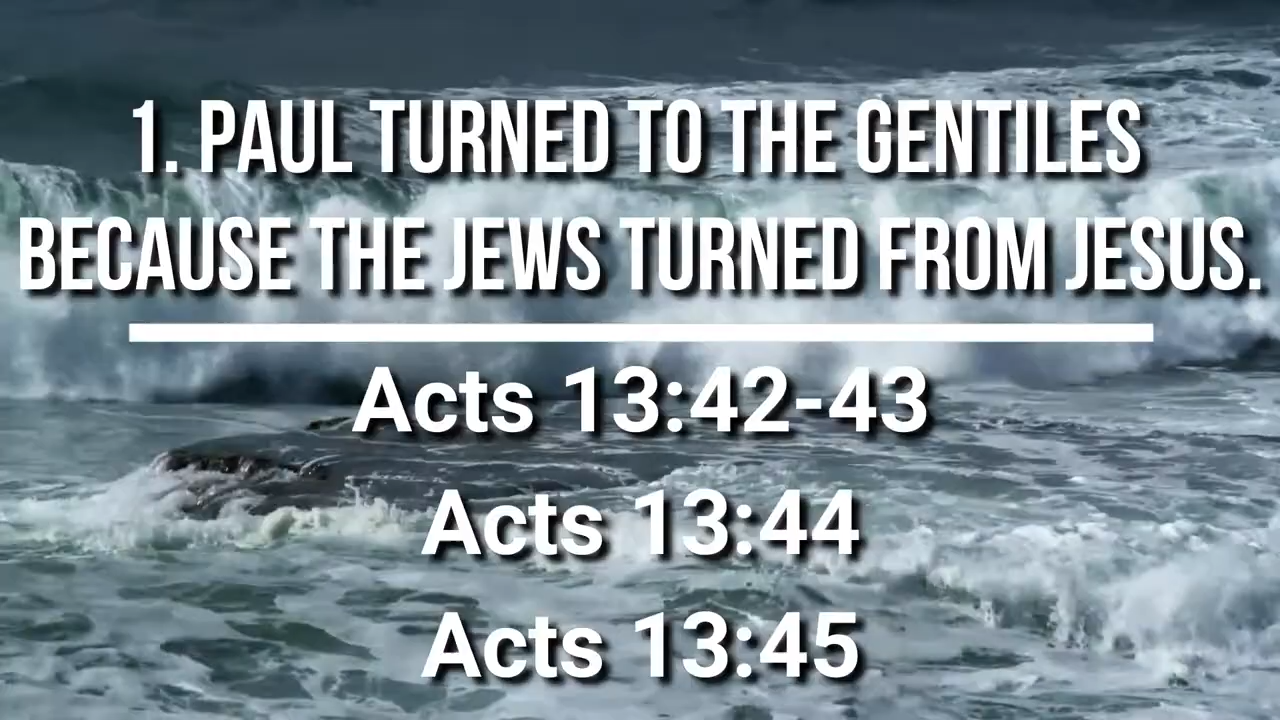 1. PAUL TURNED TO THE GENTILES
BECAUSE THE JEWS TURNED FROM JESUS.
Acts 13:42-43
Acts 13:44
Acts 13:45